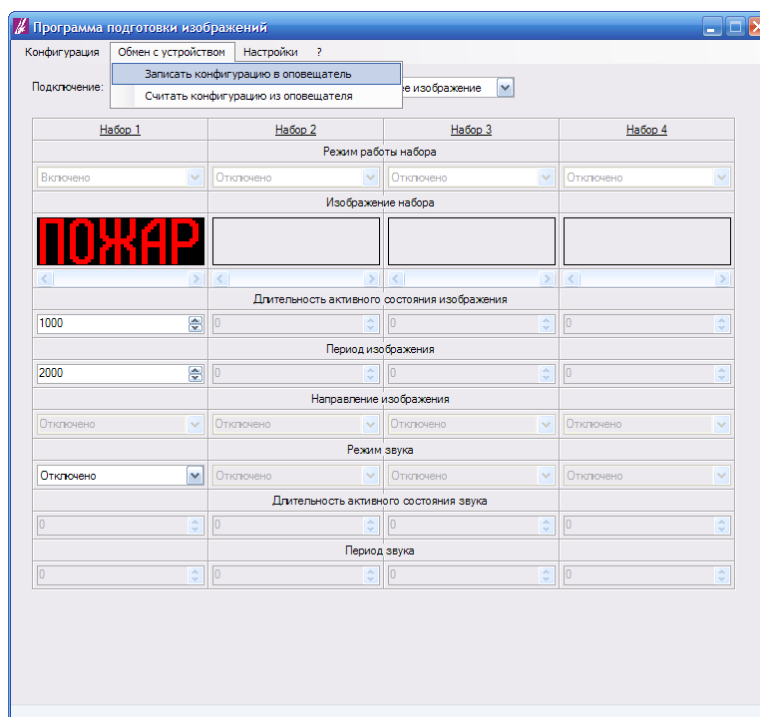 Программа подготовки изображений
Конфигурация Обмен с устройством Настройки ?
Записать конфигурацию в оповещатель
Подключение: изображение
Считать конфигурацию из оповещателя
Набор 1 Набор 2 Набор 3 Набор 4
Режим работы набора
Включено Отключено Отключено Отключено
Изображение набора
ПОЖАР
Длительность активного состояния изображения
1000 0 0 0
Период изображения
2000 0 0 0
Направление изображения
Отключено Отключено Отключено Отключено
Режим звука
Отключено Отключено Отключено Отключено
Длительность активного состояния звука
0 0 0 0
Период звука
0 0 0 0